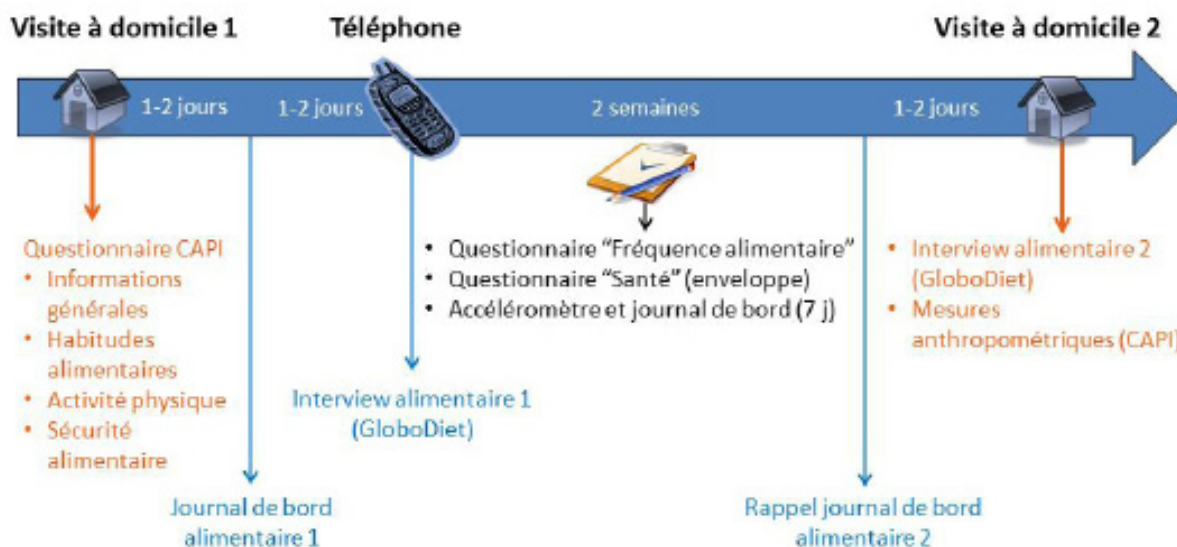 Visite à domicile 1
Téléphone
Visite à domicile 2
1-2 jours
1-2 jours
2 semaines
1-2 jours
Questionnaire CAPI
• Informations
générales
• Habitudes
alimentaires
• Activité physique
• Sécurité
alimentaire
Journal de bord
alimentaire 1
Interview alimentaire 1
(GloboDiet)
• Questionnaire “Fréquence alimentaire”
• Questionnaire “Santé” (enveloppe)
• Accéléromètre et journal de bord (7 j)
Rappel journal de bord
alimentaire 2
• Interview alimentaire 2
(GloboDiet)
• Mesures
anthropométriques (CAPI)